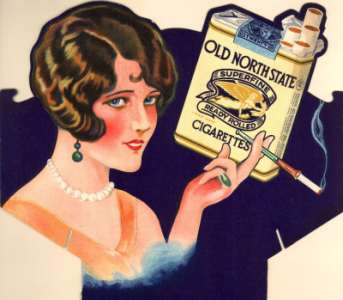 OLD NORTH STATE
SUPERFINE
READY ROLLED
CIGARETTES